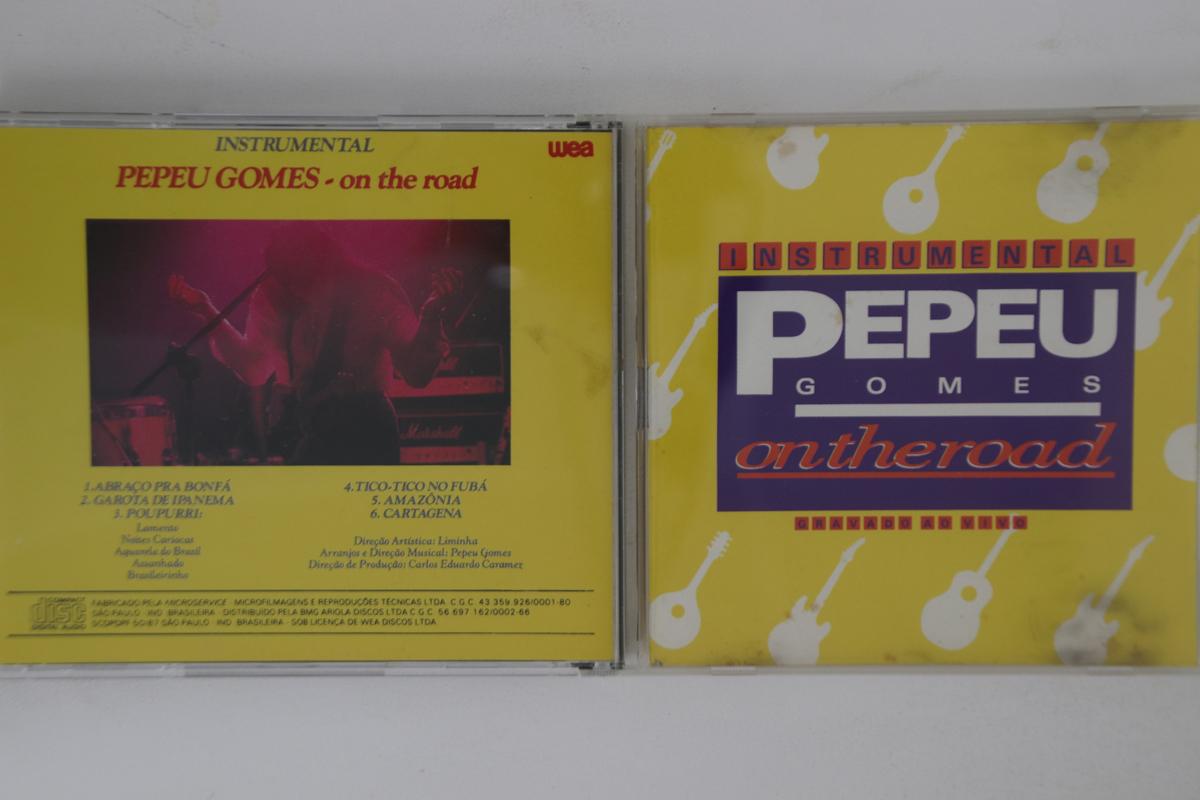 INSTRUMENTAL
wea
PEPEU GOMES - on the road
Marshall
1. ABRAÇO PRA BONFÁ
2. GAROTA DE IPANEMA
3. POUPURRI:
Lamento
Noites Cariocas
Aquarela do Brasil
Assanhado
Brasileirinho
4. TICO-TICO NO FUBÁ
5. AMAZÔNIA
6. CARTAGENA
Direção Artística: Liminha
Arranjos e Direção Musical: Pepeu Gomes
Direção de Produção: Carlos Eduardo Caramez
COMPACT
disc
DIGITAL AUDIO
FABRICADO PELA MICROSERVICE - MICROFILMAGENS E REPRODUÇÕES TÉCNICAS LTDA C.G.C. 43 359 926/0001-80
SÃO PAULO - IND BRASILEIRA - DISTRIBUÍDO PELA BMG ARIOLA DISCOS LTDA C.G.C. 56 697 162/0002-66
SÃO PAULO - IND BRASILEIRA - SOB LICENÇA DE WEA DISCOS LTDA
INSTRUMENTAL
PEPEU
GOMES
on the road
GRAVADO AO VIVO